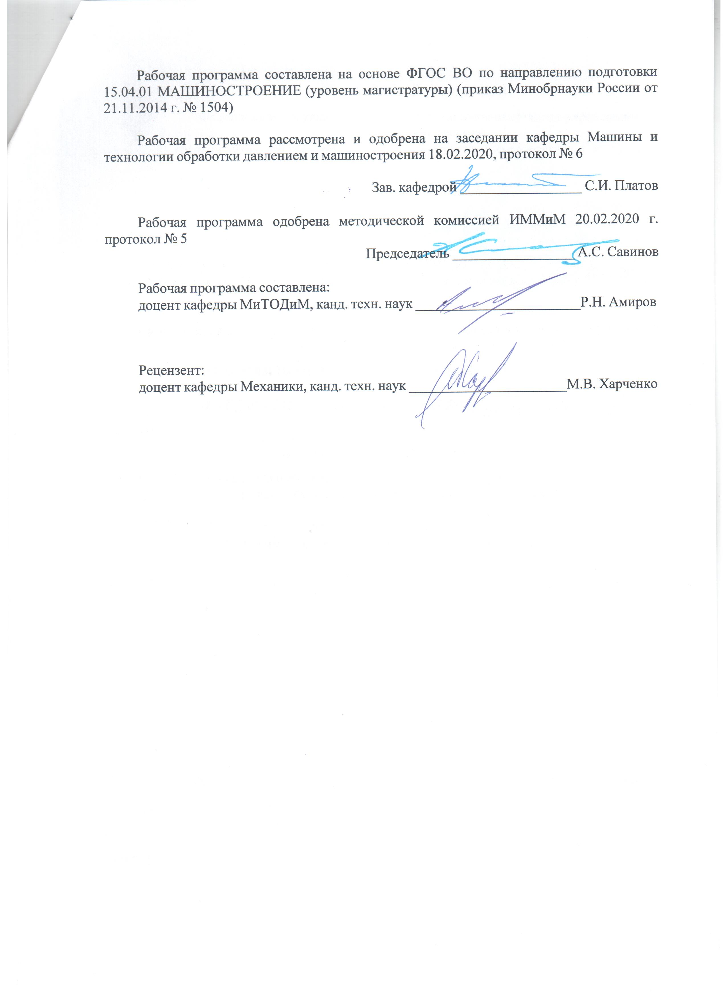 Рабочая программа составлена на основе ФГОС ВО по направлению подготовки
15.04.01 МАШИНОСТРОЕНИЕ (уровень магистратуры) (приказ Минобрнауки России от
21.11.2014 г. № 1504)
Рабочая программа рассмотрена и одобрена на заседании кафедры Машины и
технологии обработки давлением и машиностроения 18.02.2020, протокол № 6
Зав. кафедрой ________________ С.И. Платов
Рабочая программа одобрена методической комиссией ИММиМ 20.02.2020 г.
протокол № 5
Председатель ________________ А.С. Савинов
Рабочая программа составлена:
доцент кафедры МиТОДиМ, канд. техн. наук ______________________Р.Н. Амиров
Рецензент:
доцент кафедры Механики, канд. техн. наук _____________________М.В. Харченко